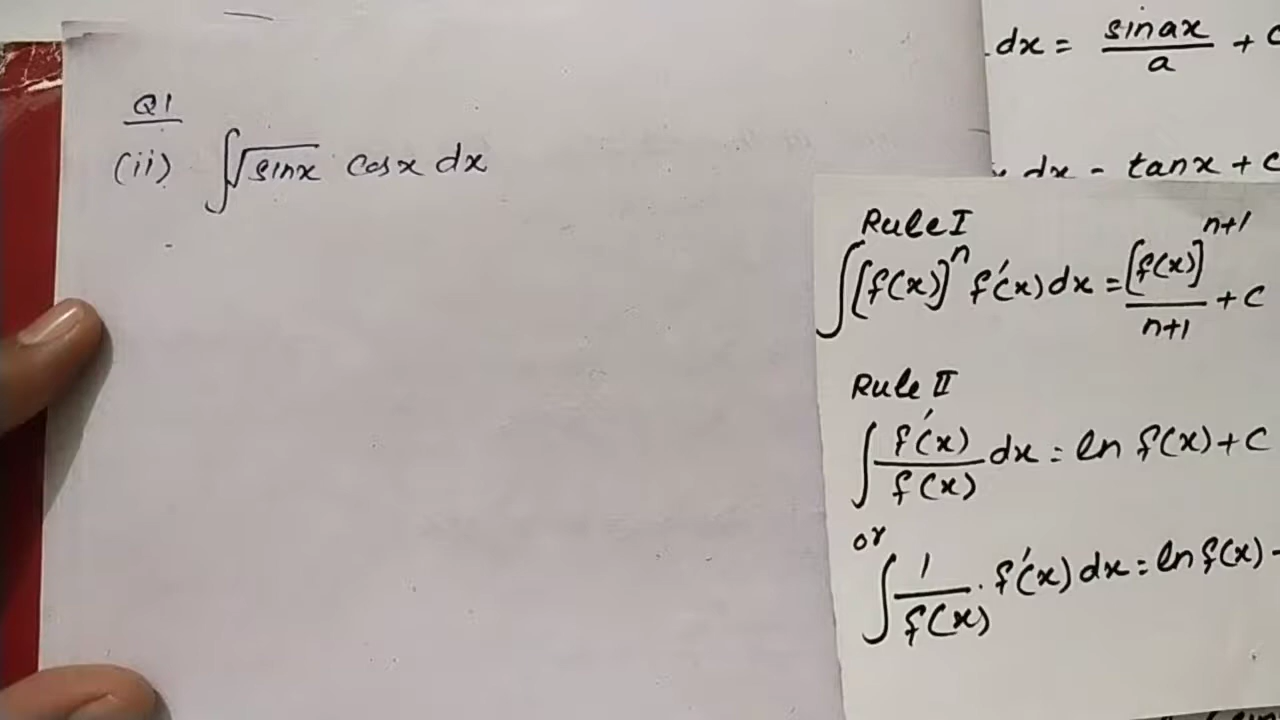 Q1
(ii) ∫√sinx cosx dx
dx = sinax/a + c
dx = tanx + c
Rule I
∫[f(x)]ⁿ f'(x) dx = [f(x)]ⁿ⁺¹/n+1 + c
Rule II
∫ f'(x)/f(x) dx = ln f(x) + c
or
∫ 1/f(x) . f'(x) dx = ln f(x) -